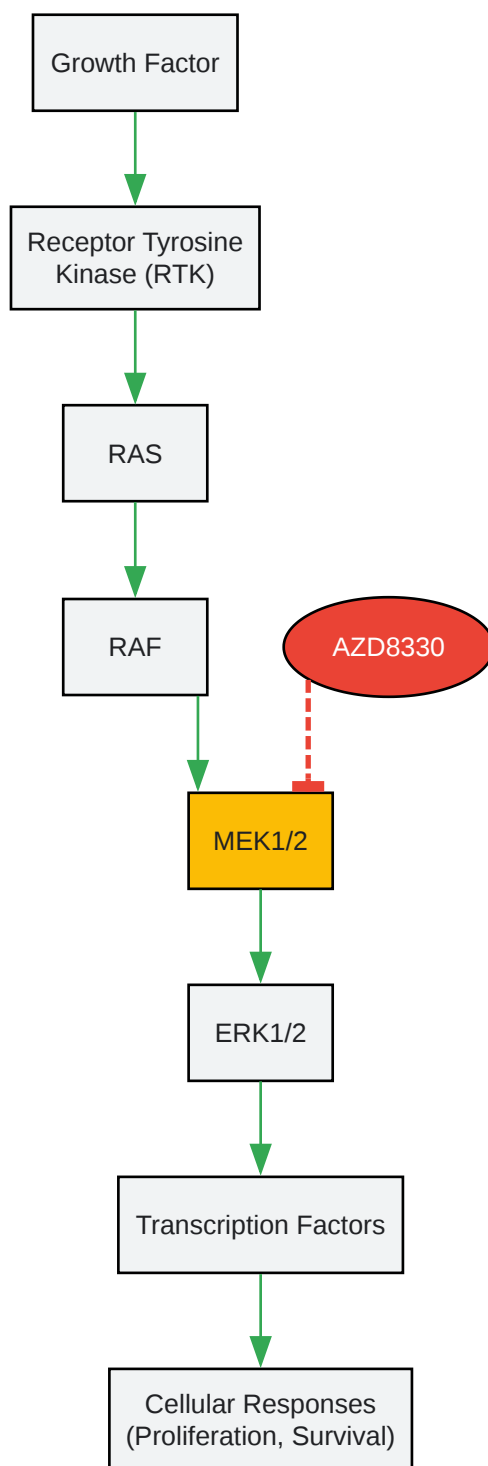 Growth Factor
Receptor Tyrosine
Kinase (RTK)
RAS
RAF
AZD8330
MEK1/2
ERK1/2
Transcription Factors
Cellular Responses
(Proliferation, Survival)